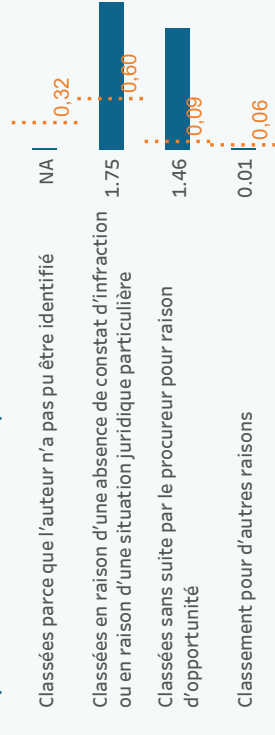 Classées parce que l'auteur n'a pas pu être identifié
NA
0,32
Classées en raison d'une absence de constat d'infraction
ou en raison d'une situation juridique particulière
1.75
0,60
Classées sans suite par le procureur pour raison
d'opportunité
1.46
0,09
Classement pour d'autres raisons
0.01
0,06